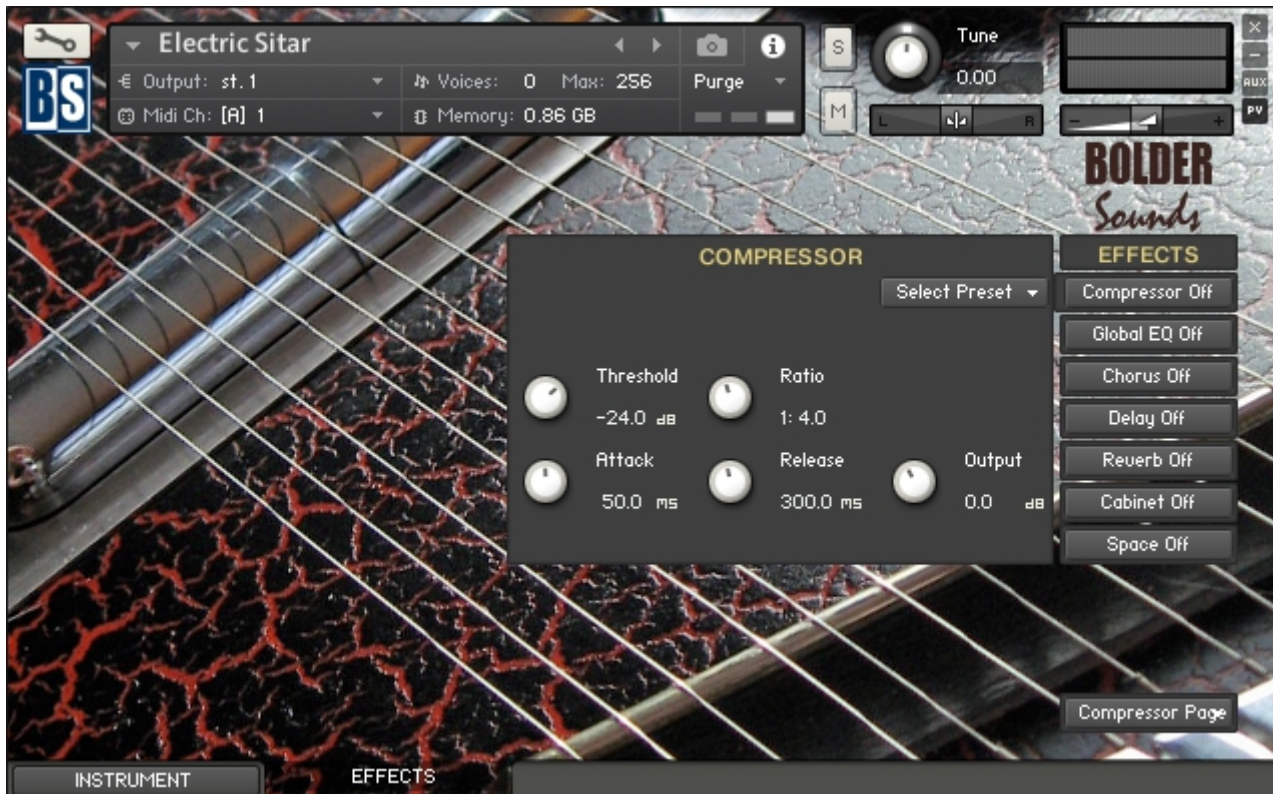 Electric Sitar
S
Tune
0.00
X
-
AUX
PV
BS
Output: st. 1
Voices: 0 Max: 256
Purge
Midi Ch: [A] 1
Memory: 0.86 GB
M
L R
- +
BOLDER
Sounds
COMPRESSOR
EFFECTS
Select Preset
Compressor Off
Global EQ Off
Threshold
Ratio
Chorus Off
-24.0 dB
1: 4.0
Delay Off
Attack
Release
Output
Reverb Off
50.0 ms
300.0 ms
0.0 dB
Cabinet Off
Space Off
Compressor Page
INSTRUMENT
EFFECTS